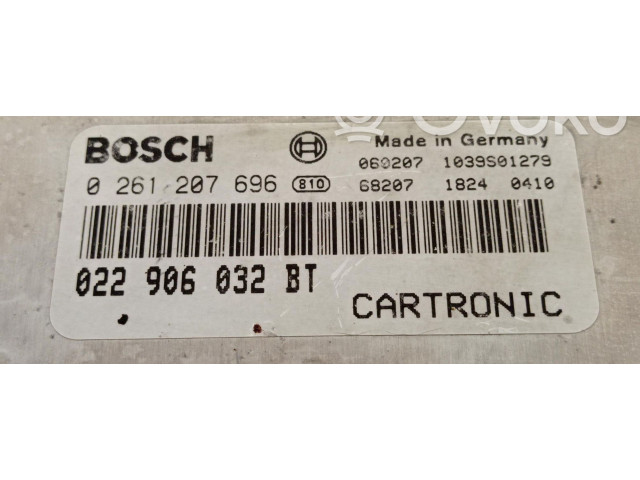 OVOKO
BOSCH Made in Germany
060207 1039S01279
0 261 207 696 810 68207 1824 0410
022 906 032 BT
CARTRONIC